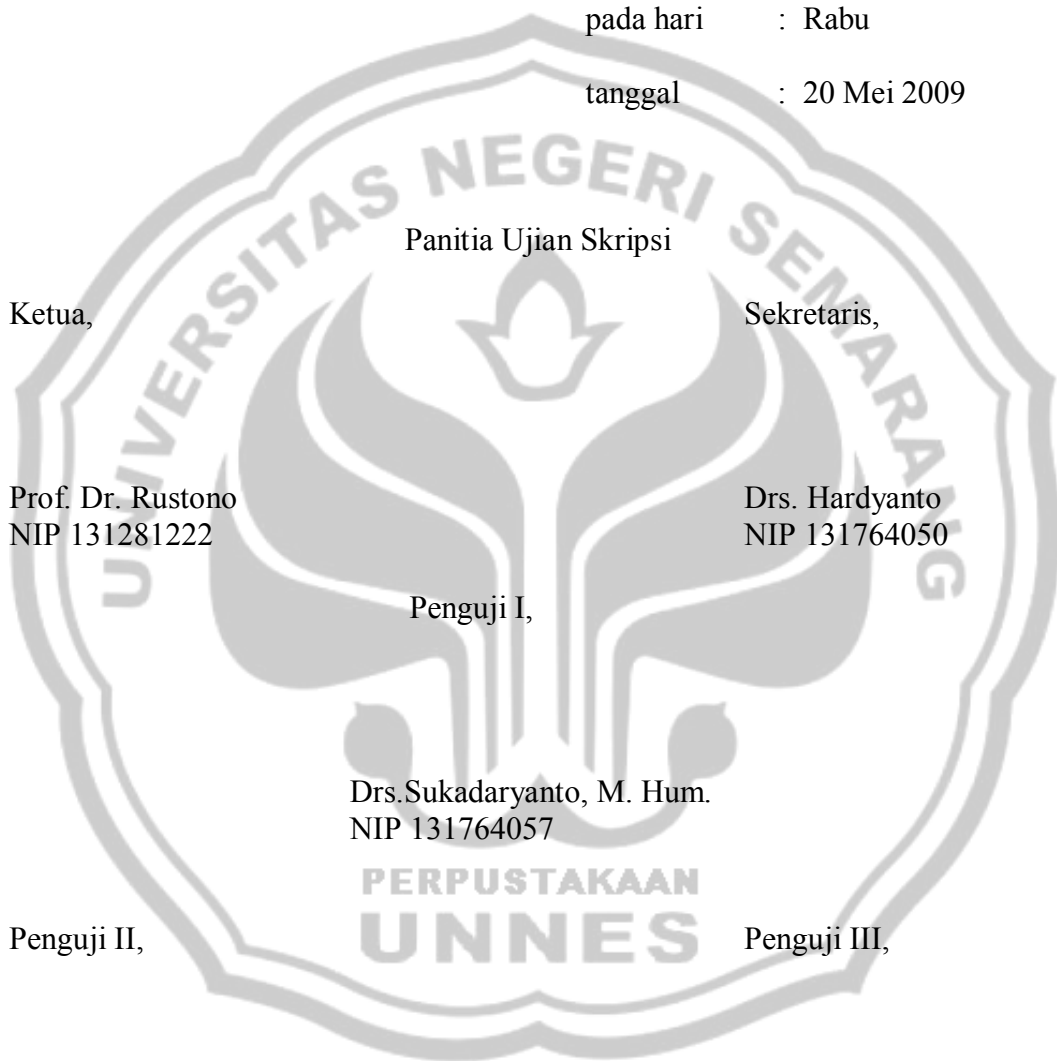 pada hari : Rabu
tanggal : 20 Mei 2009
UNIVERSITAS NEGERI SEMARANG
Panitia Ujian Skripsi
Ketua, Sekretaris,
Prof. Dr. Rustono Drs. Hardyanto
NIP 131281222 NIP 131764050
Penguji I,
Drs.Sukadaryanto, M. Hum.
NIP 131764057
PERPUSTAKAAN
UNNES
Penguji II, Penguji III,